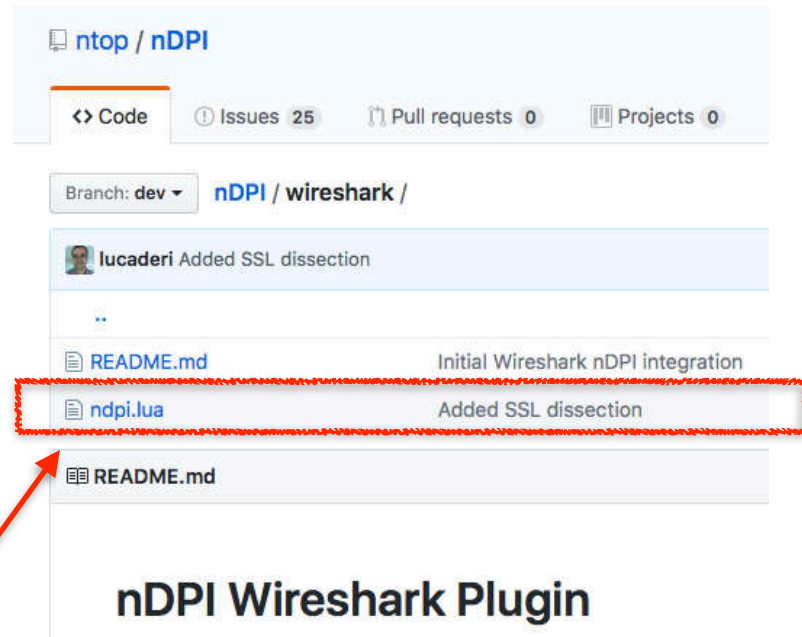 ntop / nDPI
Code Issues 25 Pull requests 0 Projects 0
Branch: dev nDPI / wireshark /
lucaderi Added SSL dissection
..
README.md Initial Wireshark nDPI integration
ndpi.lua Added SSL dissection
README.md
nDPI Wireshark Plugin